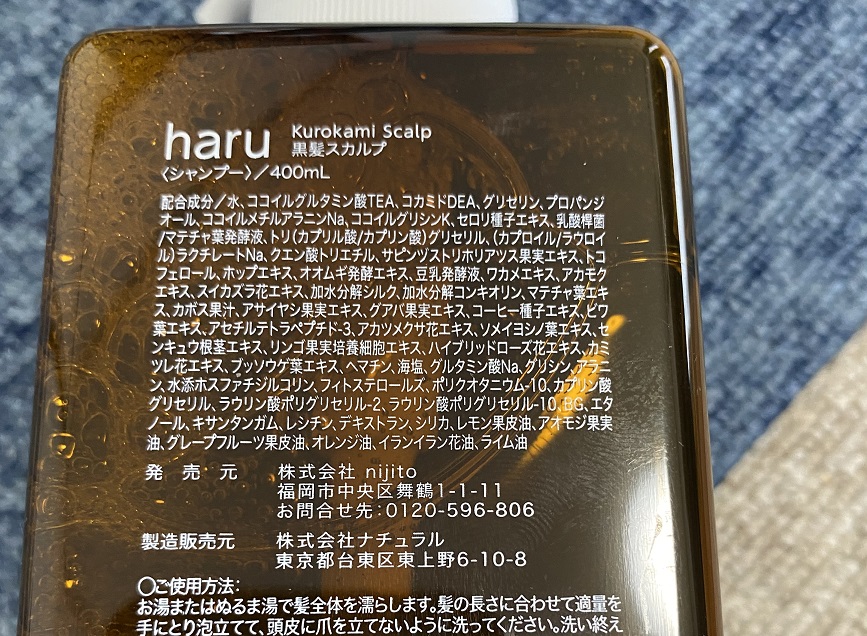 haru Kurokami Scalp
黒髪スカルプ
〈シャンプー〉／400mL
配合成分／水、ココイルグルタミン酸TEA、コカミドDEA、グリセリン、プロパンジ
オール、ココイルメチルアラニンNa、ココイルグリシンK、セロリ種子エキス、乳酸桿菌
/マテチャ葉発酵液、トリ(カプリル酸/カプリン酸)グリセリル、(カプロイル/ラウロイ
ル)ラクチレートNa、クエン酸トリエチル、サピンヅストリホリアツス果実エキス、トコ
フェロール、ホップエキス、オオムギ発酵エキス、豆乳発酵液、ワカメエキス、アカモク
エキス、スイカズラ花エキス、加水分解シルク、加水分解コンキオリン、マテチャ葉エキ
ス、カボス果汁、アサイヤシ果実エキス、グアバ果実エキス、コーヒー種子エキス、ビワ
葉エキス、アセチルテトラペプチド-3、アカツメクサ花エキス、ソメイヨシノ葉エキス、セ
ンキュウ根茎エキス、リンゴ果実培養細胞エキス、ハイブリッドローズ花エキス、カミ
ツレ花エキス、ブッソウゲ葉エキス、ヘマチン、海塩、グルタミン酸Na、グリシン、アラニ
ン、水添ホスファチジルコリン、フィトステロールズ、ポリクオタニウム-10、カプリン酸
グリセリル、ラウリン酸ポリグリセリル-2、ラウリン酸ポリグリセリル-10、BG、エタ
ノール、キサンタンガム、レシチン、デキストラン、シリカ、レモン果皮油、アオモジ果実
油、グレープフルーツ果皮油、オレンジ油、イランイラン花油、ライム油
発売元 株式会社 nijito
福岡市中央区舞鶴1-1-11
お問合せ先：0120-596-806
製造販売元 株式会社ナチュラル
東京都台東区東上野6-10-8
〇ご使用方法：
お湯またはぬるま湯で髪全体を濡らします。髪の長さに合わせて適量を
手にとり泡立てて、頭皮に爪を立てないように洗ってください。洗い終え